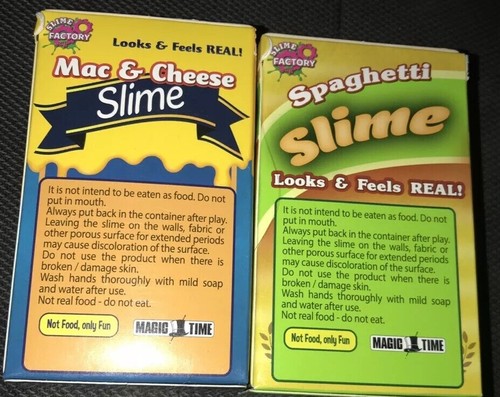 SLIME
FACTORY
Looks & Feels REAL!
Mac & Cheese
Slime
It is not intend to be eaten as food. Do not
put in mouth.
Always put back in the container after play.
Leaving the slime on the walls, fabric or
other porous surface for extended periods
may cause discoloration of the surface.
Do not use the product when there is
broken / damage skin.
Wash hands thoroughly with mild soap
and water after use.
Not real food - do not eat.
Not Food, only Fun
MAGIC TIME
SLIME
FACTORY
Spaghetti
Slime
Looks & Feels REAL!
It is not intend to be eaten as food. Do not
put in mouth.
Always put back in the container after play.
Leaving the slime on the walls, fabric or
other porous surface for extended periods
may cause discoloration of the surface.
Do not use the product when there is
broken / damage skin.
Wash hands thoroughly with mild soap
and water after use.
Not real food - do not eat.
Not Food, only Fun
MAGIC TIME